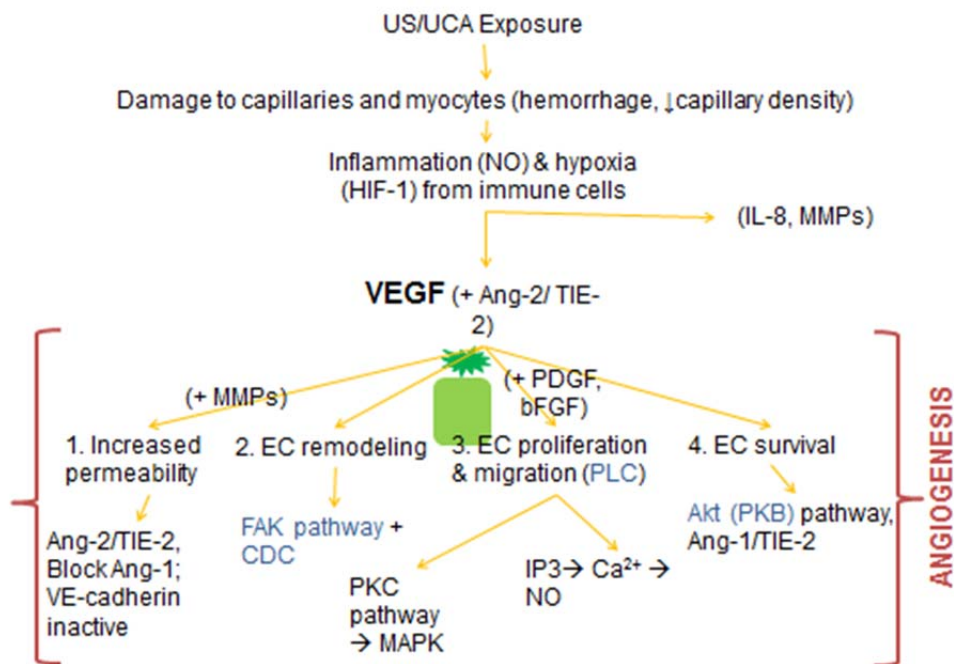 US/UCA Exposure
Damage to capillaries and myocytes (hemorrhage, ↓capillary density)
Inflammation (NO) & hypoxia
(HIF-1) from immune cells
(IL-8, MMPs)
VEGF (+ Ang-2/ TIE-
2)
(+ MMPs)
(+ PDGF,
bFGF)
1. Increased
permeability
2. EC remodeling
3. EC proliferation
& migration (PLC)
4. EC survival
Ang-2/TIE-2,
Block Ang-1;
VE-cadherin
inactive
FAK pathway +
CDC
PKC
pathway
→ MAPK
IP3→ Ca²⁺ →
NO
Akt (PKB) pathway,
Ang-1/TIE-2
ANGIOGENESIS